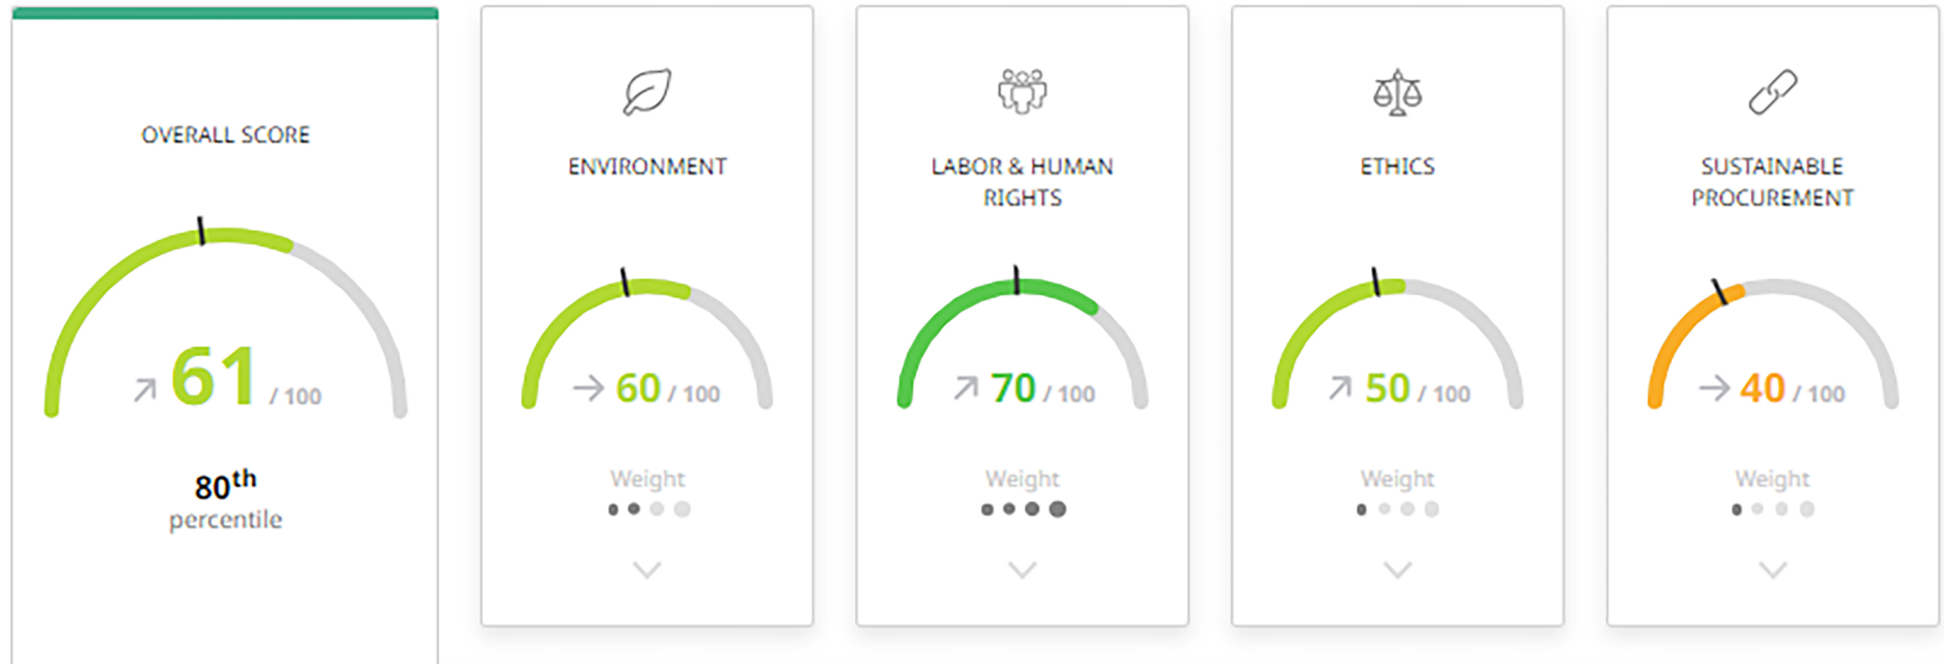 OVERALL SCORE
61 / 100
80th
percentile
ENVIRONMENT
60 / 100
Weight
LABOR & HUMAN
RIGHTS
70 / 100
Weight
ETHICS
50 / 100
Weight
SUSTAINABLE
PROCUREMENT
40 / 100
Weight